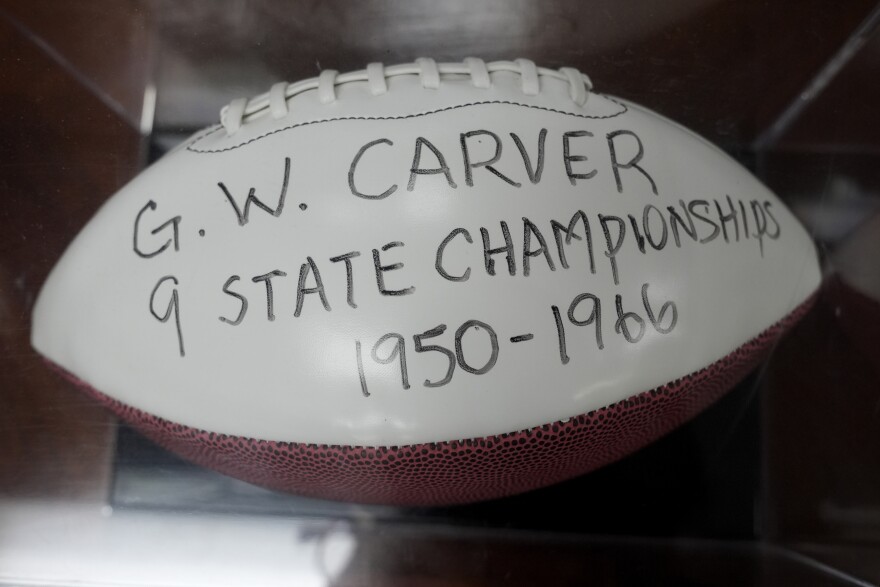 G. W. CARVER
9 STATE CHAMPIONSHIPS
1950-1966